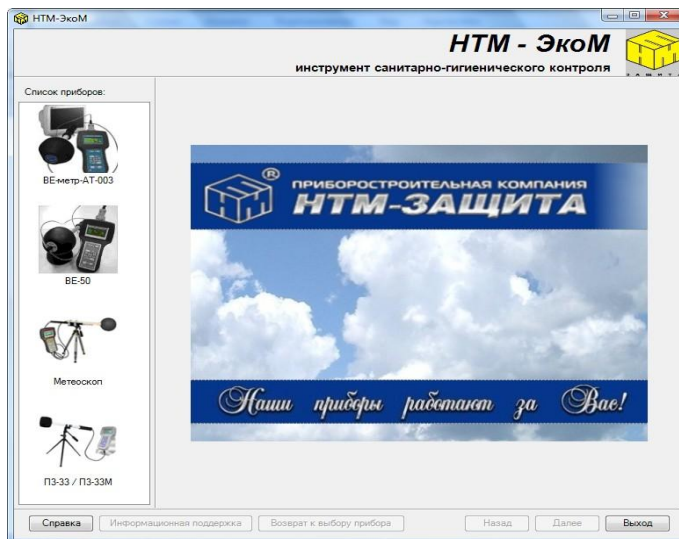 НТМ-ЭкоМ
НТМ - ЭкоМ
инструмент санитарно-гигиенического контроля
ЗАЩИТА
Список приборов:
ВЕ-метр-АТ-003
ВЕ-50
Метеоскоп
П3-33 / П3-33М
®
ПРИБОРОСТРОИТЕЛЬНАЯ КОМПАНИЯ
НТМ-ЗАЩИТА
Наши приборы работают за Вас!
Справка
Информационная поддержка
Возврат к выбору прибора
Назад
Далее
Выход